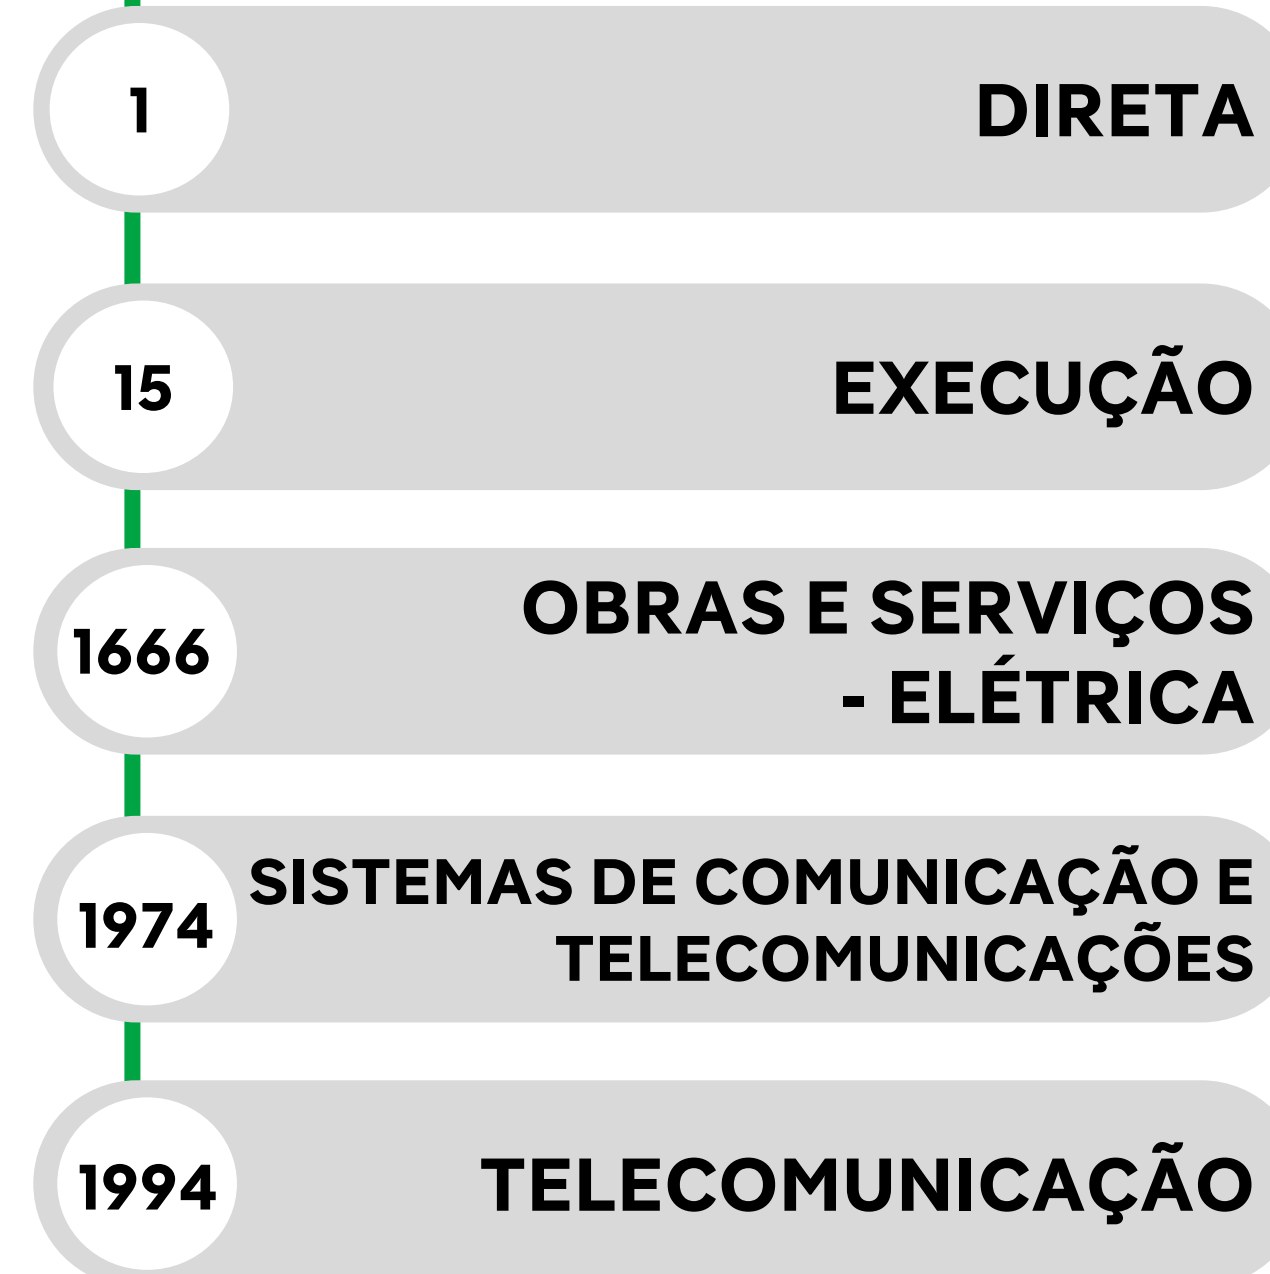 1
DIRETA
15
EXECUÇÃO
1666
OBRAS E SERVIÇOS
- ELÉTRICA
1974
SISTEMAS DE COMUNICAÇÃO E
TELECOMUNICAÇÕES
1994
TELECOMUNICAÇÃO